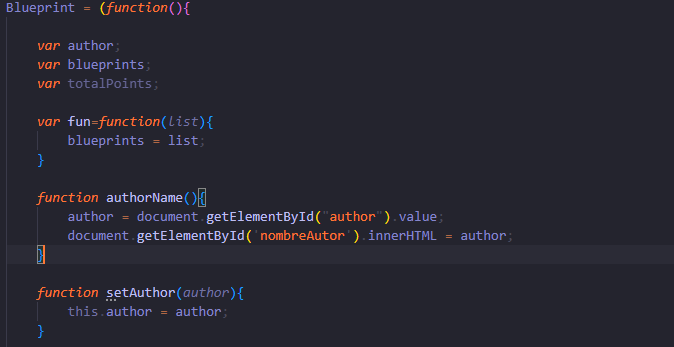 Blueprint = (function(){
var author;
var blueprints;
var totalPoints;
var fun=function(list){
blueprints = list;
}
function authorName(){
author = document.getElementById("author").value;
document.getElementById('nombreAutor').innerHTML = author;
}
function setAuthor(author){
this.author = author;
}